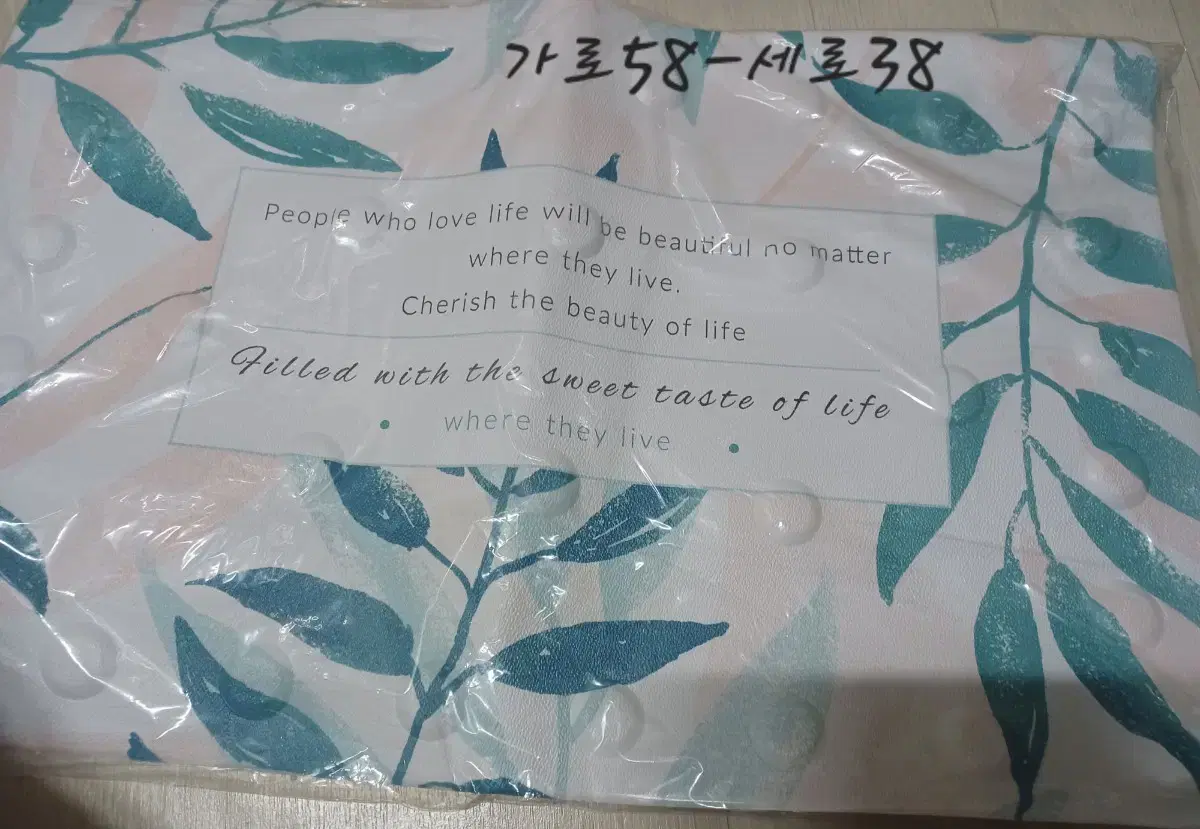 가로58-세로38
People who love life will be beautiful no matter
where they live.
Cherish the beauty of life
Filled with the sweet taste of life
where they live